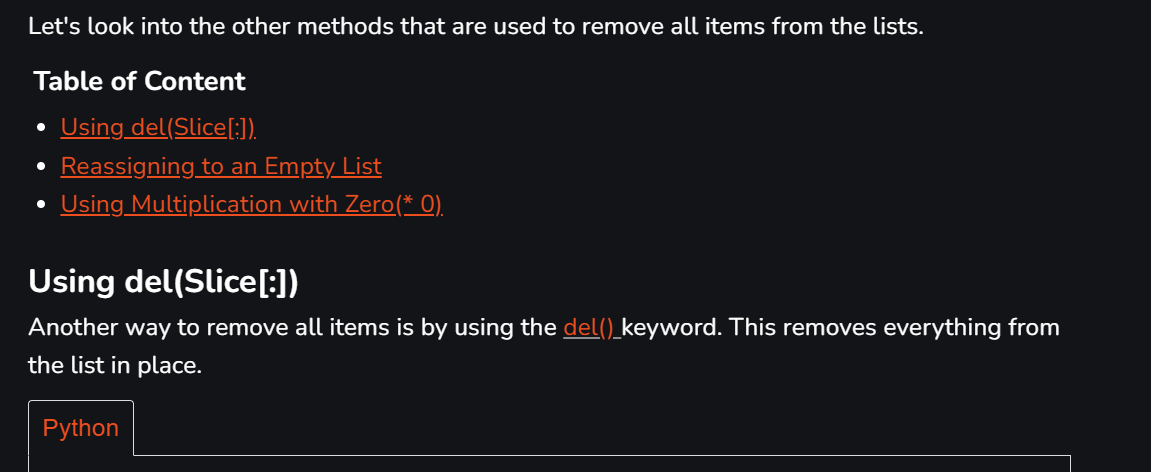 Let's look into the other methods that are used to remove all items from the lists.
Table of Content
Using del(Slice[:])
Reassigning to an Empty List
Using Multiplication with Zero(* 0)
Using del(Slice[:])
Another way to remove all items is by using the del() keyword. This removes everything from
the list in place.
Python